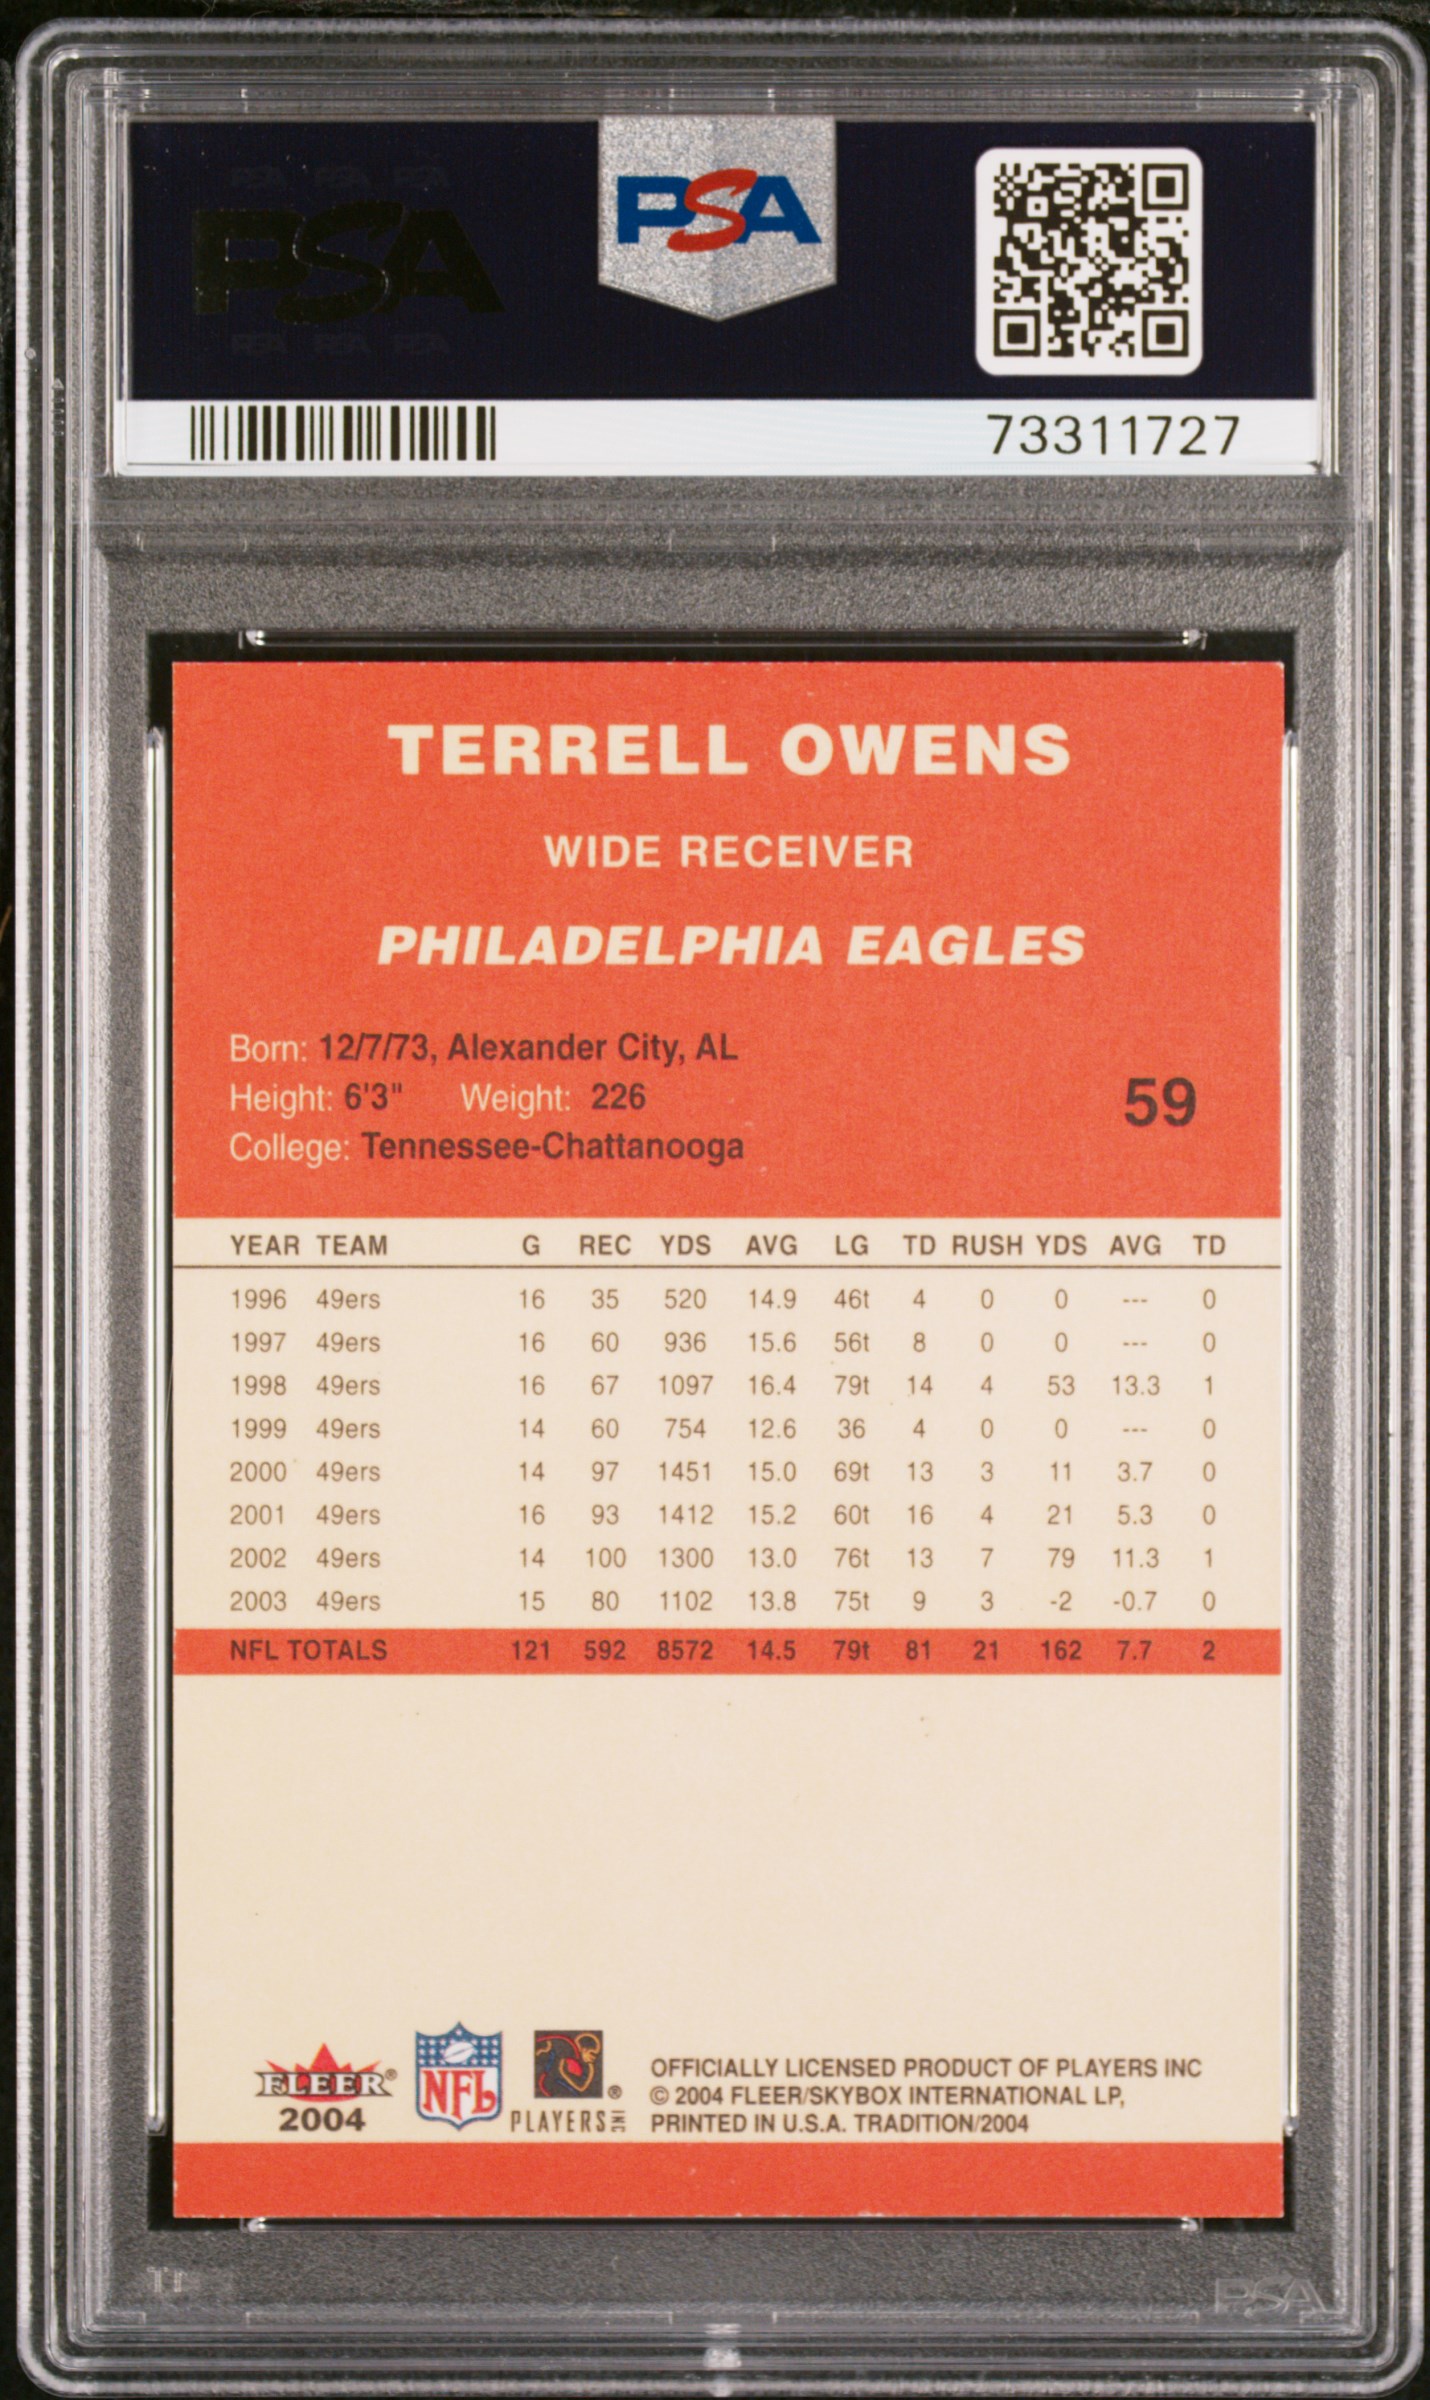 PSA PSA PSA
PSA
PSA PSA PSA
PSA
73311727
TERRELL OWENS
WIDE RECEIVER
PHILADELPHIA EAGLES
Born: 12/7/73, Alexander City, AL
Height: 6'3" Weight: 226
59
College: Tennessee-Chattanooga
YEAR TEAM G REC YDS AVG LG TD RUSH YDS AVG TD
1996 49ers 16 35 520 14.9 46t 4 0 0 --- 0
1997 49ers 16 60 936 15.6 56t 8 0 0 --- 0
1998 49ers 16 67 1097 16.4 79t 14 4 53 13.3 1
1999 49ers 14 60 754 12.6 36 4 0 0 --- 0
2000 49ers 14 97 1451 15.0 69t 13 3 11 3.7 0
2001 49ers 16 93 1412 15.2 60t 16 4 21 5.3 0
2002 49ers 14 100 1300 13.0 76t 13 7 79 11.3 1
2003 49ers 15 80 1102 13.8 75t 9 3 -2 -0.7 0
NFL TOTALS 121 592 8572 14.5 79t 81 21 162 7.7 2
FLEER®
2004
NFL
®
PLAYERS INC
OFFICIALLY LICENSED PRODUCT OF PLAYERS INC
© 2004 FLEER/SKYBOX INTERNATIONAL LP,
PRINTED IN U.S.A. TRADITION/2004
PSA